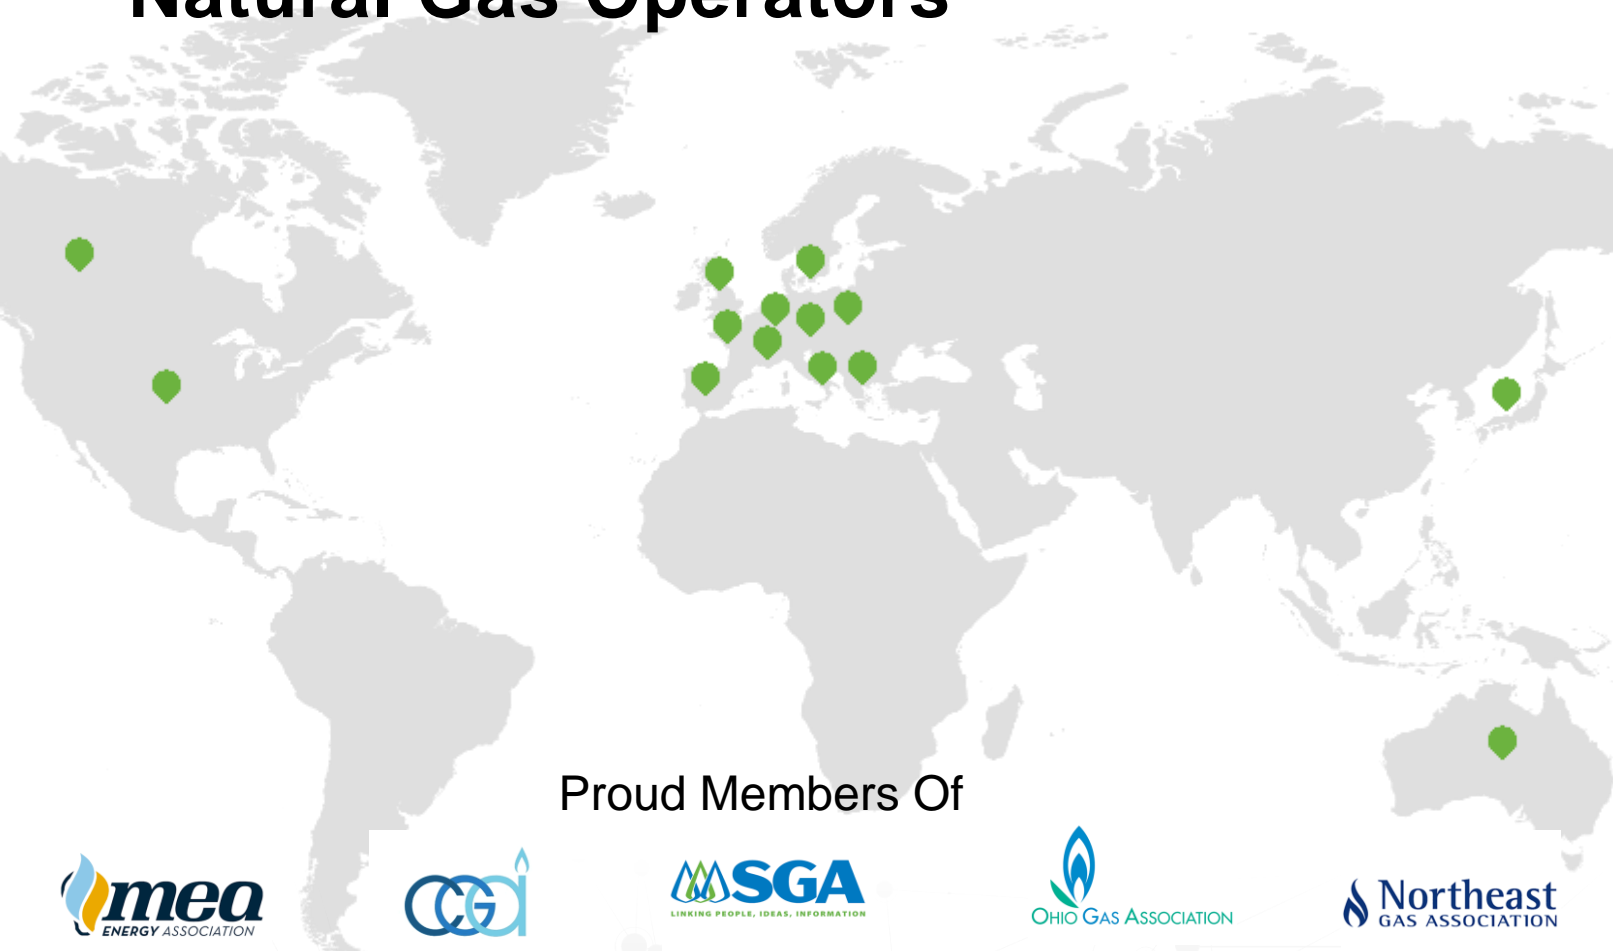 Natural Gas Operators
Proud Members Of
mea
ENERGY ASSOCIATION
CGA
SGA
LINKING PEOPLE, IDEAS, INFORMATION
OHIO GAS ASSOCIATION
Northeast
GAS ASSOCIATION